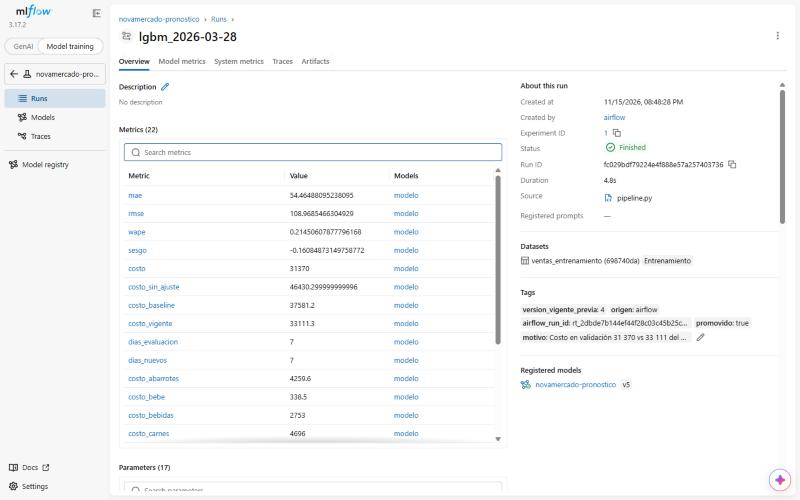 mlflow
3.17.2
GenAI Model training
novamercado-pro...
Runs
Models
Traces
Model registry
Docs
Settings
novamercado-pronostico > Runs >
lgbm_2026-03-28
Overview Model metrics System metrics Traces Artifacts
Description
No description
Metrics (22)
Search metrics
Metric Value Models
mae 54.46488095238095 modelo
rmse 108.9685466304929 modelo
wape 0.21450607877796168 modelo
sesgo -0.16084873149758772 modelo
costo 31370 modelo
costo_sin_ajuste 46430.299999999996 modelo
costo_baseline 37581.2 modelo
costo_vigente 33111.3 modelo
dias_evaluacion 7 modelo
dias_nuevos 7 modelo
costo_abarrotes 4259.6 modelo
costo_bebe 338.5 modelo
costo_bebidas 2753 modelo
costo_carnes 4696 modelo
Parameters (17)
Search parameters
About this run
Created at 11/15/2026, 08:48:28 PM
Created by airflow
Experiment ID 1
Status Finished
Run ID fc029bdf79224e4f888e57a257403736
Duration 4.8s
Source pipeline.py
Registered prompts —
Datasets
ventas_entrenamiento (698740da) Entrenamiento
Tags
version_vigente_previa: 4 origen: airflow
airflow_run_id: rt_2dbde7b144ef44f28c03c45b25c... promovido: true
motivo: Costo en validación 31 370 vs 33 111 del ...
Registered models
novamercado-pronostico v5